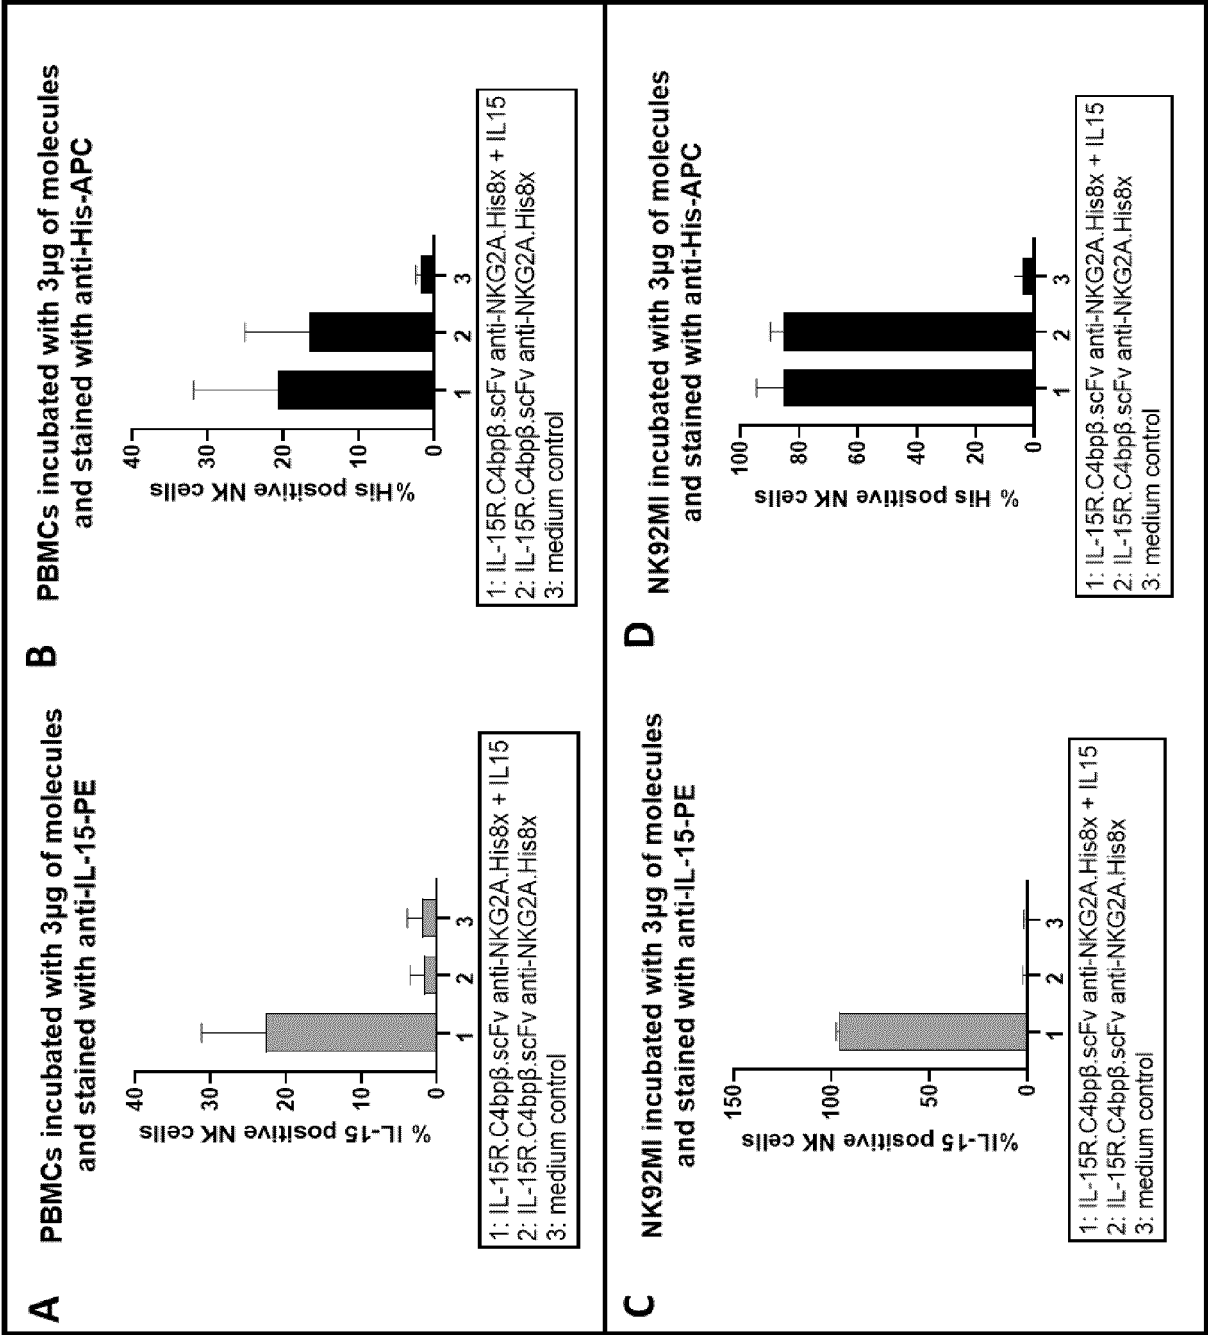 A
PBMCs incubated with 3µg of molecules
and stained with anti-IL-15-PE
% IL-15 positive NK cells
40
30
20
10
0
1
2
3
1: IL-15R.C4bpβ.scFv anti-NKG2A.His8x + IL15
2: IL-15R.C4bpβ.scFv anti-NKG2A.His8x
3: medium control
B
PBMCs incubated with 3µg of molecules
and stained with anti-His-APC
% His positive NK cells
40
30
20
10
0
1
2
3
1: IL-15R.C4bpβ.scFv anti-NKG2A.His8x + IL15
2: IL-15R.C4bpβ.scFv anti-NKG2A.His8x
3: medium control
C
NK92MI incubated with 3µg of molecules
and stained with anti-IL-15-PE
%IL-15 positive NK cells
150
100
50
0
1
2
3
1: IL-15R.C4bpβ.scFv anti-NKG2A.His8x + IL15
2: IL-15R.C4bpβ.scFv anti-NKG2A.His8x
3: medium control
D
NK92MI incubated with 3µg of molecules
and stained with anti-His-APC
% His positive NK cells
100
80
60
40
20
0
1
2
3
1: IL-15R.C4bpβ.scFv anti-NKG2A.His8x + IL15
2: IL-15R.C4bpβ.scFv anti-NKG2A.His8x
3: medium control